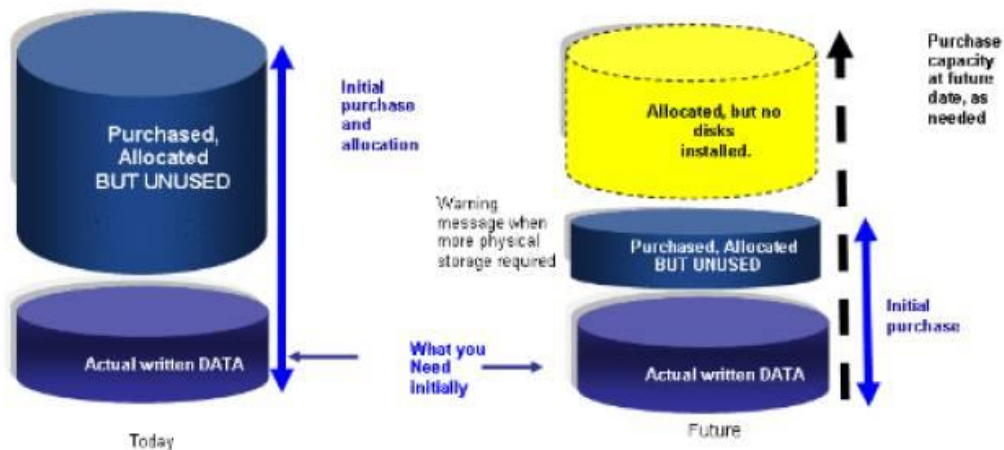 Purchased,
Allocated
BUT UNUSED
Initial
purchase
and
allocation
Actual written DATA
Today
What you
Need
initially
Allocated, but no
disks
installed.
Purchase
capacity
at future
date, as
needed
Warning
message when
more physical
storage required
Purchased, Allocated
BUT UNUSED
Initial
purchase
Actual written DATA
Future